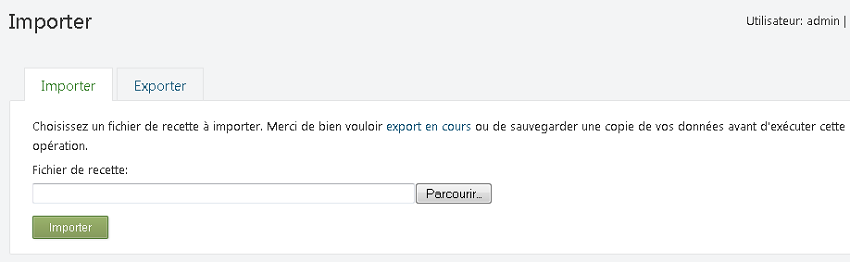 Importer
Utilisateur: admin |
Importer
Exporter
Choisissez un fichier de recette à importer. Merci de bien vouloir export en cours ou de sauvegarder une copie de vos données avant d'exécuter cette
opération.
Fichier de recette:
Parcourir...
Importer